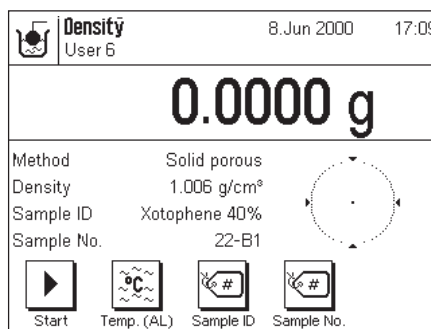 Density 8.Jun 2000 17:09
User 6
0.0000 g
Method Solid porous
Density 1.006 g/cm³
Sample ID Xotophene 40%
Sample No. 22-B1
°C # #
Start Temp. (AL) Sample ID Sample No.